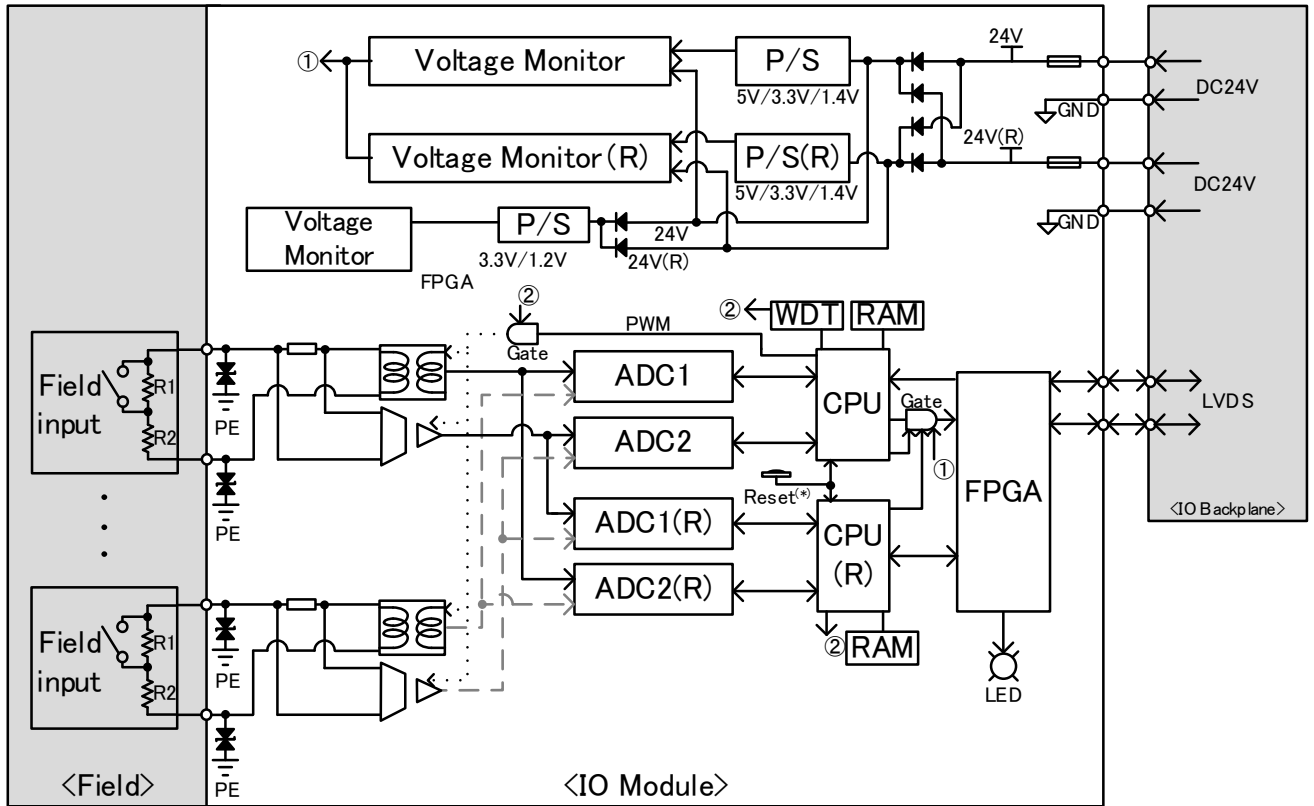 24V
① Voltage Monitor P/S
5V/3.3V/1.4V
DC24V
GND
24V(R)
Voltage Monitor(R) P/S(R)
5V/3.3V/1.4V
DC24V
GND
Voltage
Monitor
P/S
24V
3.3V/1.2V
24V(R)
FPGA
②
PWM
Gate
② WDT RAM
Field
input
R1
R2
PE
PE
ADC1
ADC2
ADC1(R)
ADC2(R)
CPU
Gate
①
Reset(*)
CPU
(R)
② RAM
FPGA
LED
LVDS
<IO Backplane>
Field
input
R1
R2
PE
PE
<Field>
<IO Module>